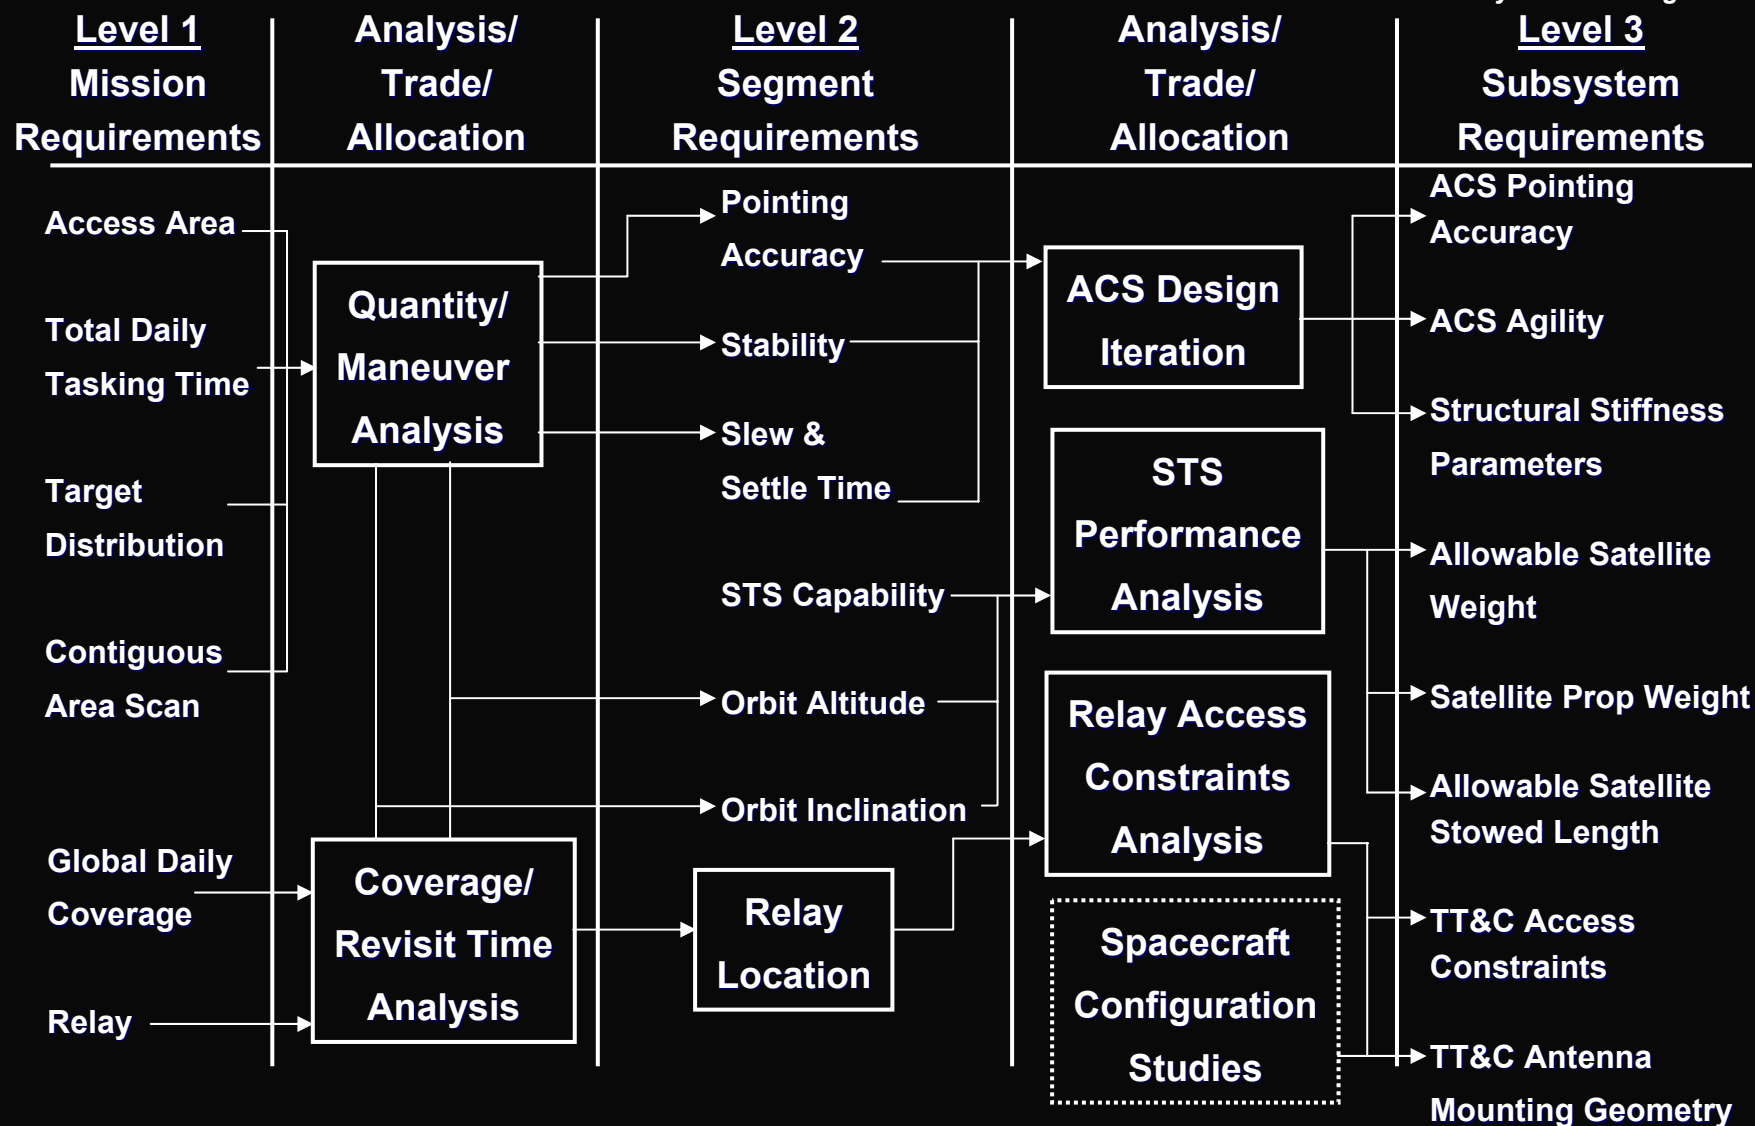 Level 1
Mission
Requirements
Analysis/
Trade/
Allocation
Level 2
Segment
Requirements
Analysis/
Trade/
Allocation
Level 3
Subsystem
Requirements
Access Area
Total Daily
Tasking Time
Target
Distribution
Contiguous
Area Scan
Global Daily
Coverage
Relay
Quantity/
Maneuver
Analysis
Coverage/
Revisit Time
Analysis
Pointing
Accuracy
Stability
Slew &
Settle Time
STS Capability
Orbit Altitude
Orbit Inclination
Relay
Location
ACS Design
Iteration
STS
Performance
Analysis
Relay Access
Constraints
Analysis
Spacecraft
Configuration
Studies
ACS Pointing
Accuracy
ACS Agility
Structural Stiffness
Parameters
Allowable Satellite
Weight
Satellite Prop Weight
Allowable Satellite
Stowed Length
TT&C Access
Constraints
TT&C Antenna
Mounting Geometry